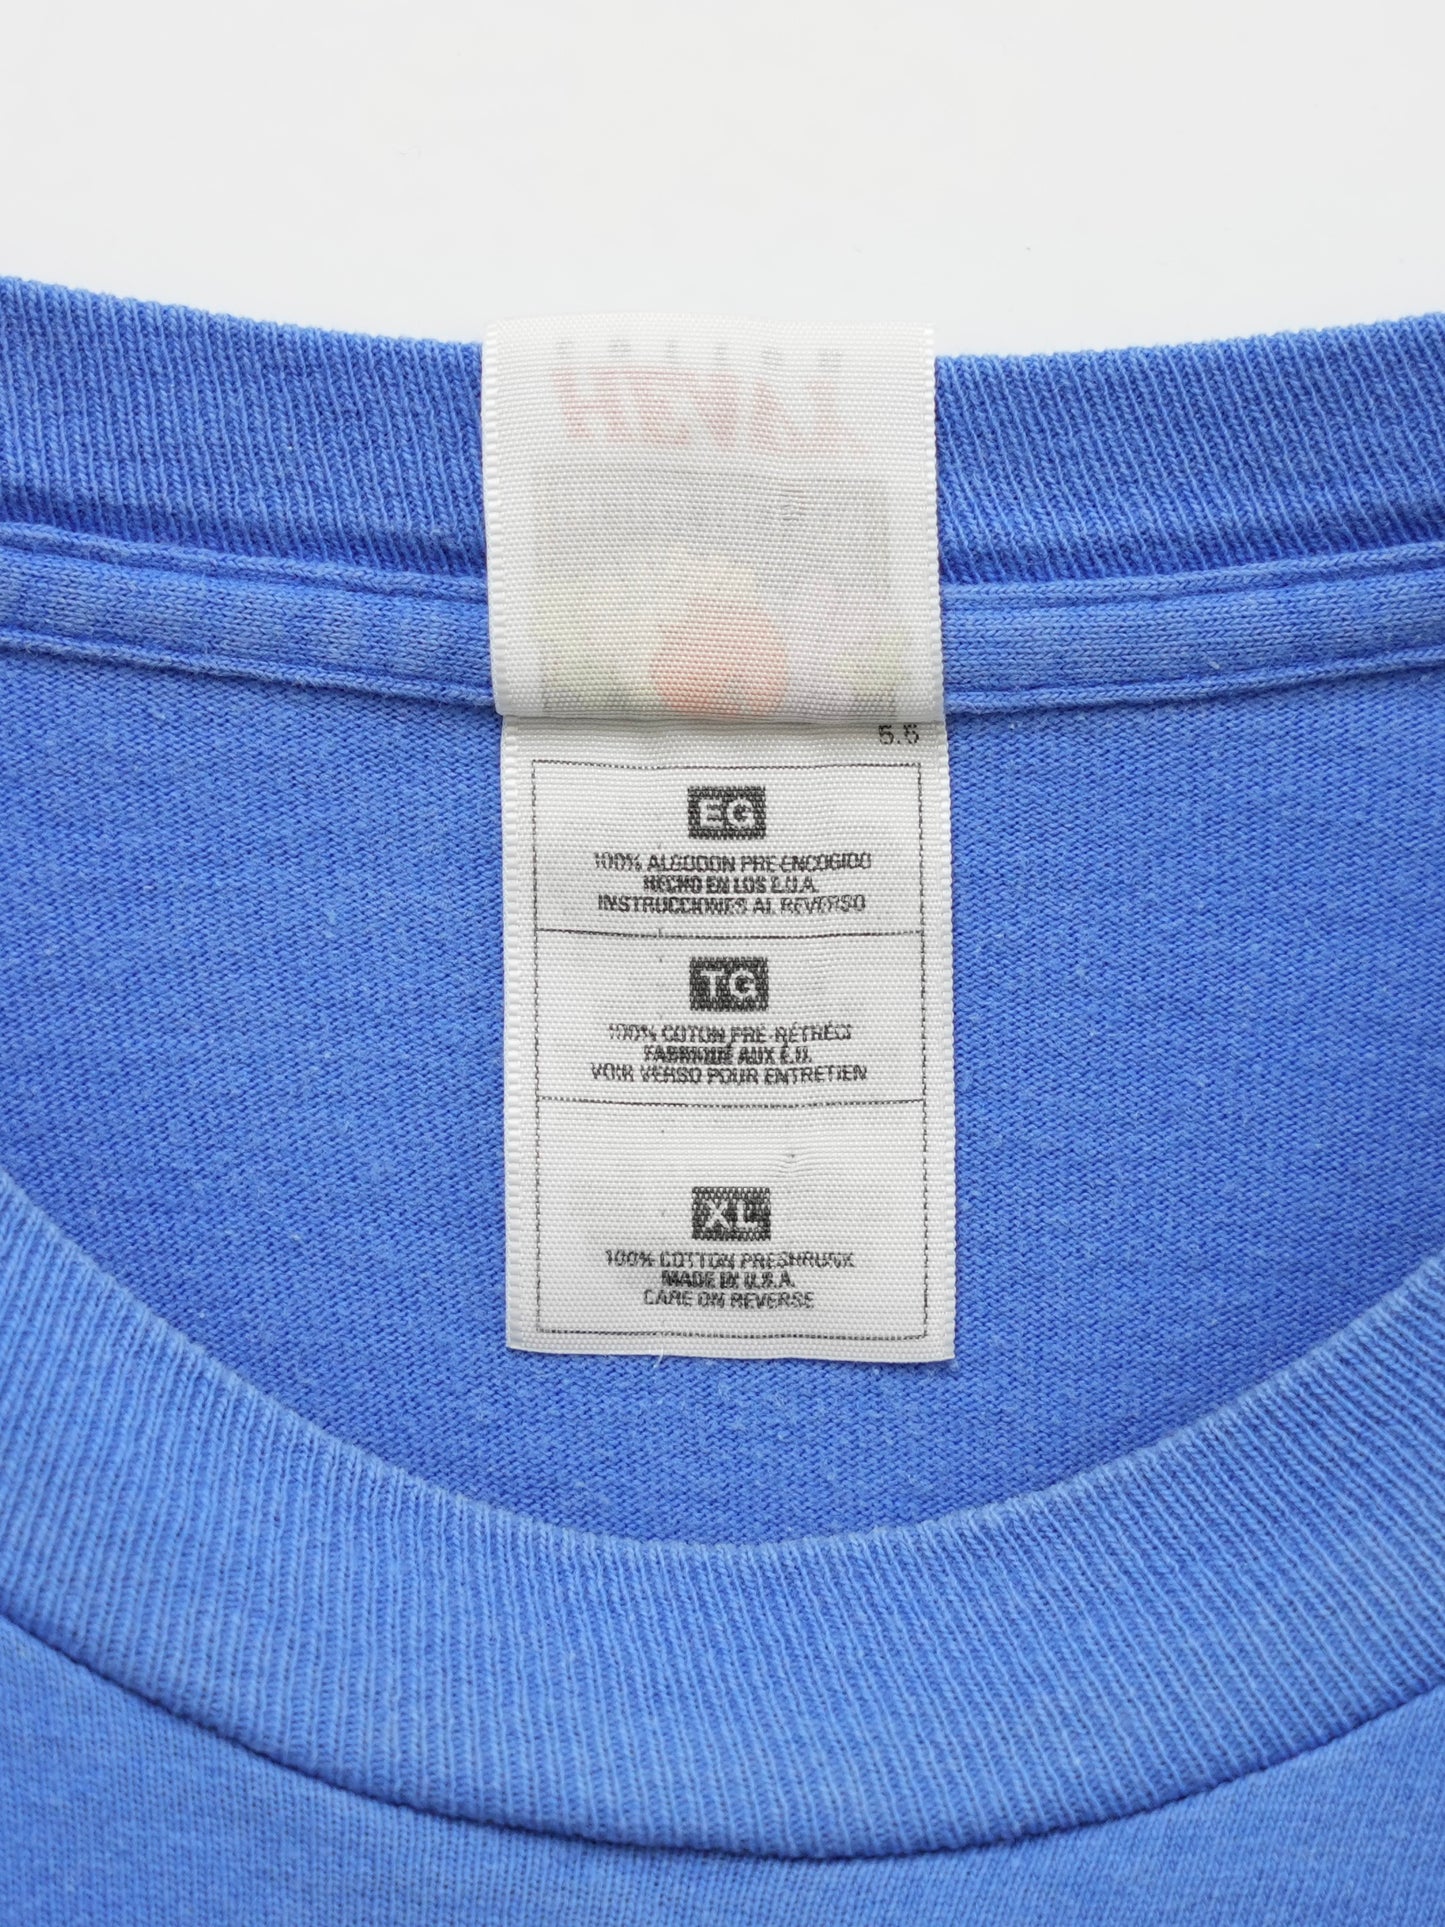 5.5
EG
100% ALGODON PRE-ENCOGIDO
HECHO EN LOS E.U.A.
INSTRUCCIONES AL REVERSO
TG
100% COTON PRE-RÉTRÉCI
FABRIQUÉ AUX É.U.
VOIR VERSO POUR ENTRETIEN
XL
100% COTTON PRESHRUNK
MADE IN U.S.A.
CARE ON REVERSE